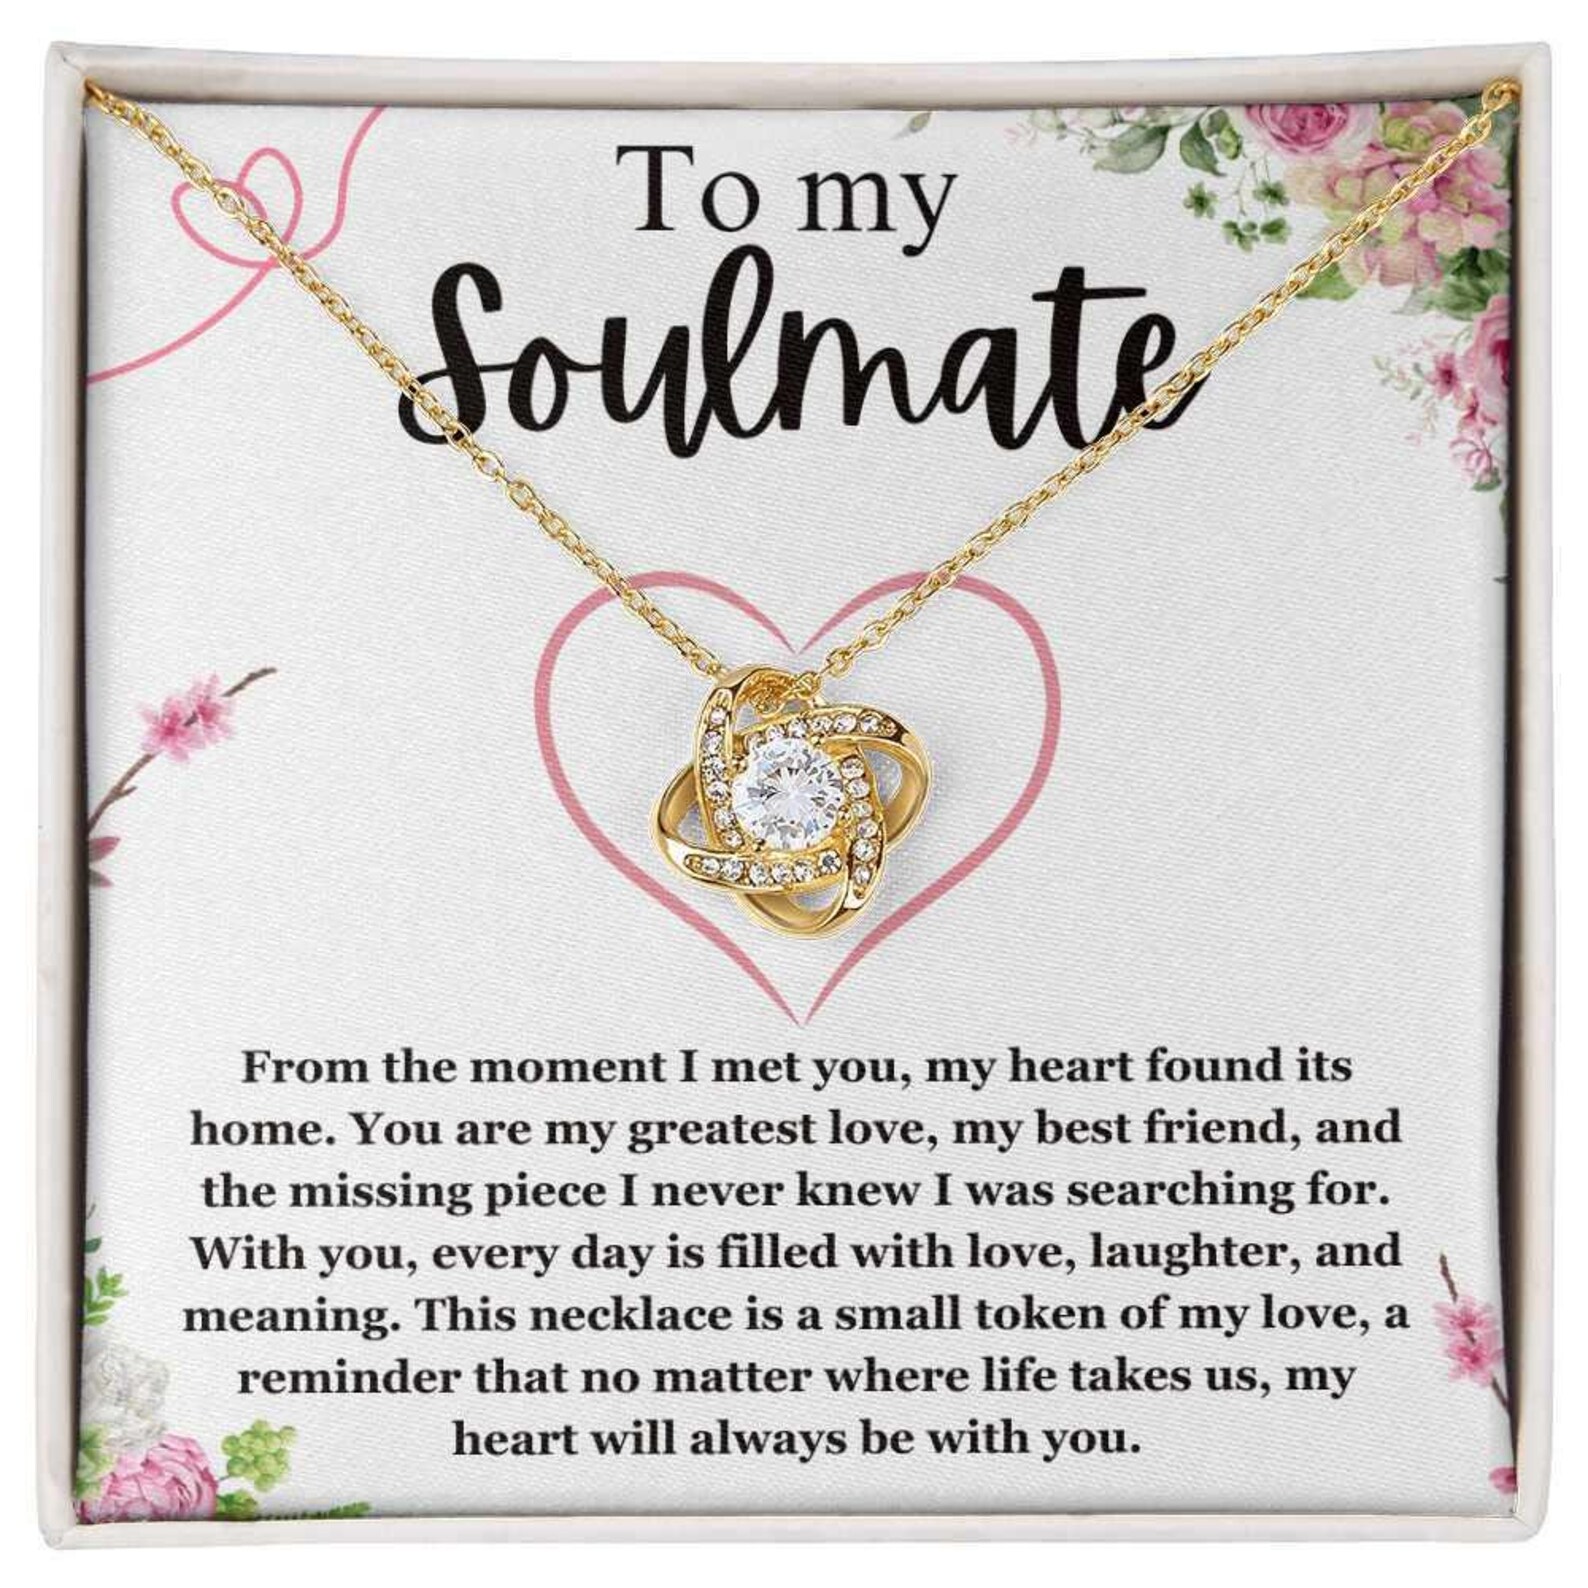 To my
Soulmate
From the moment I met you, my heart found its
home. You are my greatest love, my best friend, and
the missing piece I never knew I was searching for.
With you, every day is filled with love, laughter, and
meaning. This necklace is a small token of my love, a
reminder that no matter where life takes us, my
heart will always be with you.